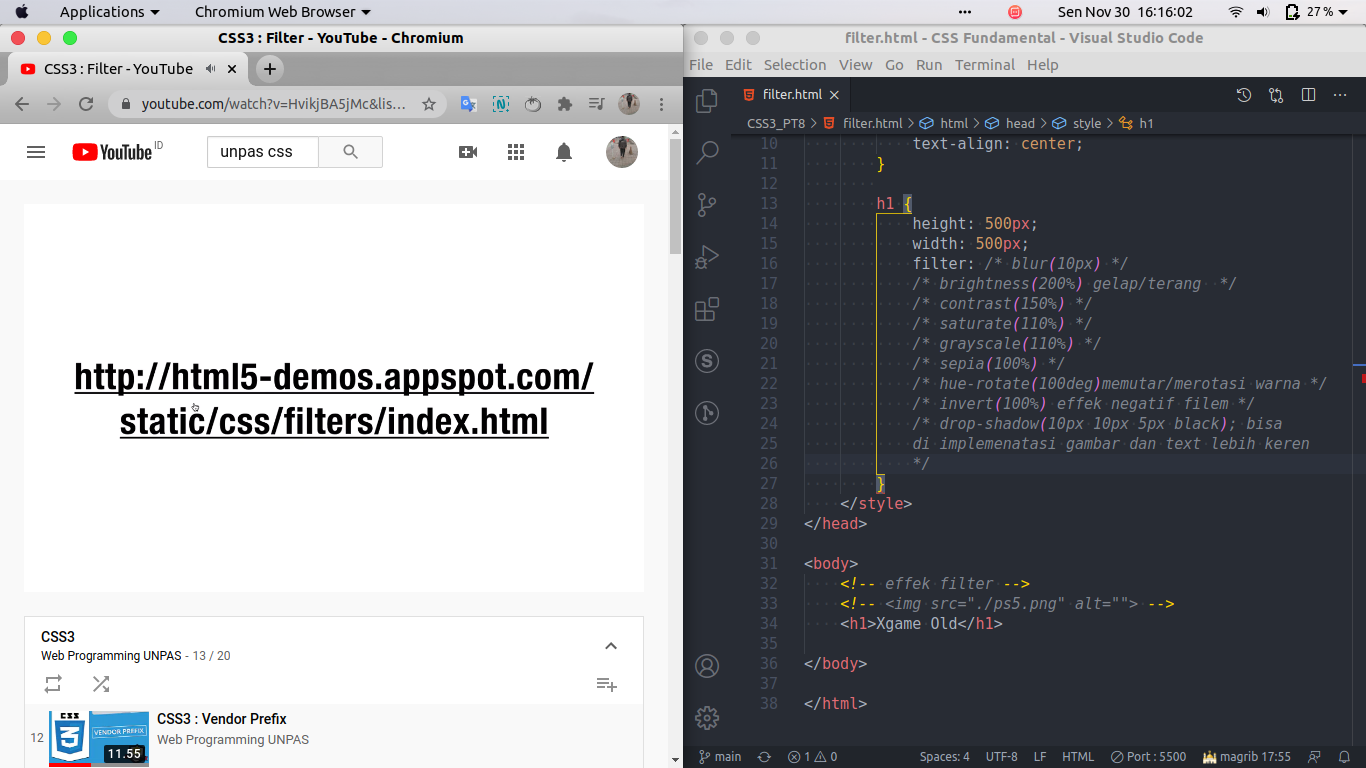 Applications
Chromium Web Browser
Sen Nov 30 16:16:02
27 %
CSS3 : Filter - YouTube - Chromium
CSS3 : Filter - YouTube
youtube.com/watch?v=HvikjBA5jMc&lis...
YouTube ID
unpas css
http://html5-demos.appspot.com/
static/css/filters/index.html
CSS3
Web Programming UNPAS - 13 / 20
12
CSS
3
VENDOR PREFIX
11.55
CSS3 : Vendor Prefix
Web Programming UNPAS
filter.html - CSS Fundamental - Visual Studio Code
File Edit Selection View Go Run Terminal Help
filter.html
CSS3_PT8 > filter.html > html > head > style > h1
10 text-align: center;
11 }
12
13 h1 {
14 height: 500px;
15 width: 500px;
16 filter: /* blur(10px) */
17 /* brightness(200%) gelap/terang  */
18 /* contrast(150%) */
19 /* saturate(110%) */
20 /* grayscale(110%) */
21 /* sepia(100%) */
22 /* hue-rotate(100deg)memutar/merotasi warna */
23 /* invert(100%) effek negatif filem */
24 /* drop-shadow(10px 10px 5px black); bisa
25 di implemenatasi gambar dan text lebih keren
26 */
27 }
28 </style>
29 </head>
30
31 <body>
32 <!-- effek filter -->
33 <!-- <img src="./ps5.png" alt=""> -->
34 <h1>Xgame Old</h1>
35
36 </body>
37
38 </html>
main
1 0
Spaces: 4 UTF-8 LF HTML Port : 5500 magrib 17:55